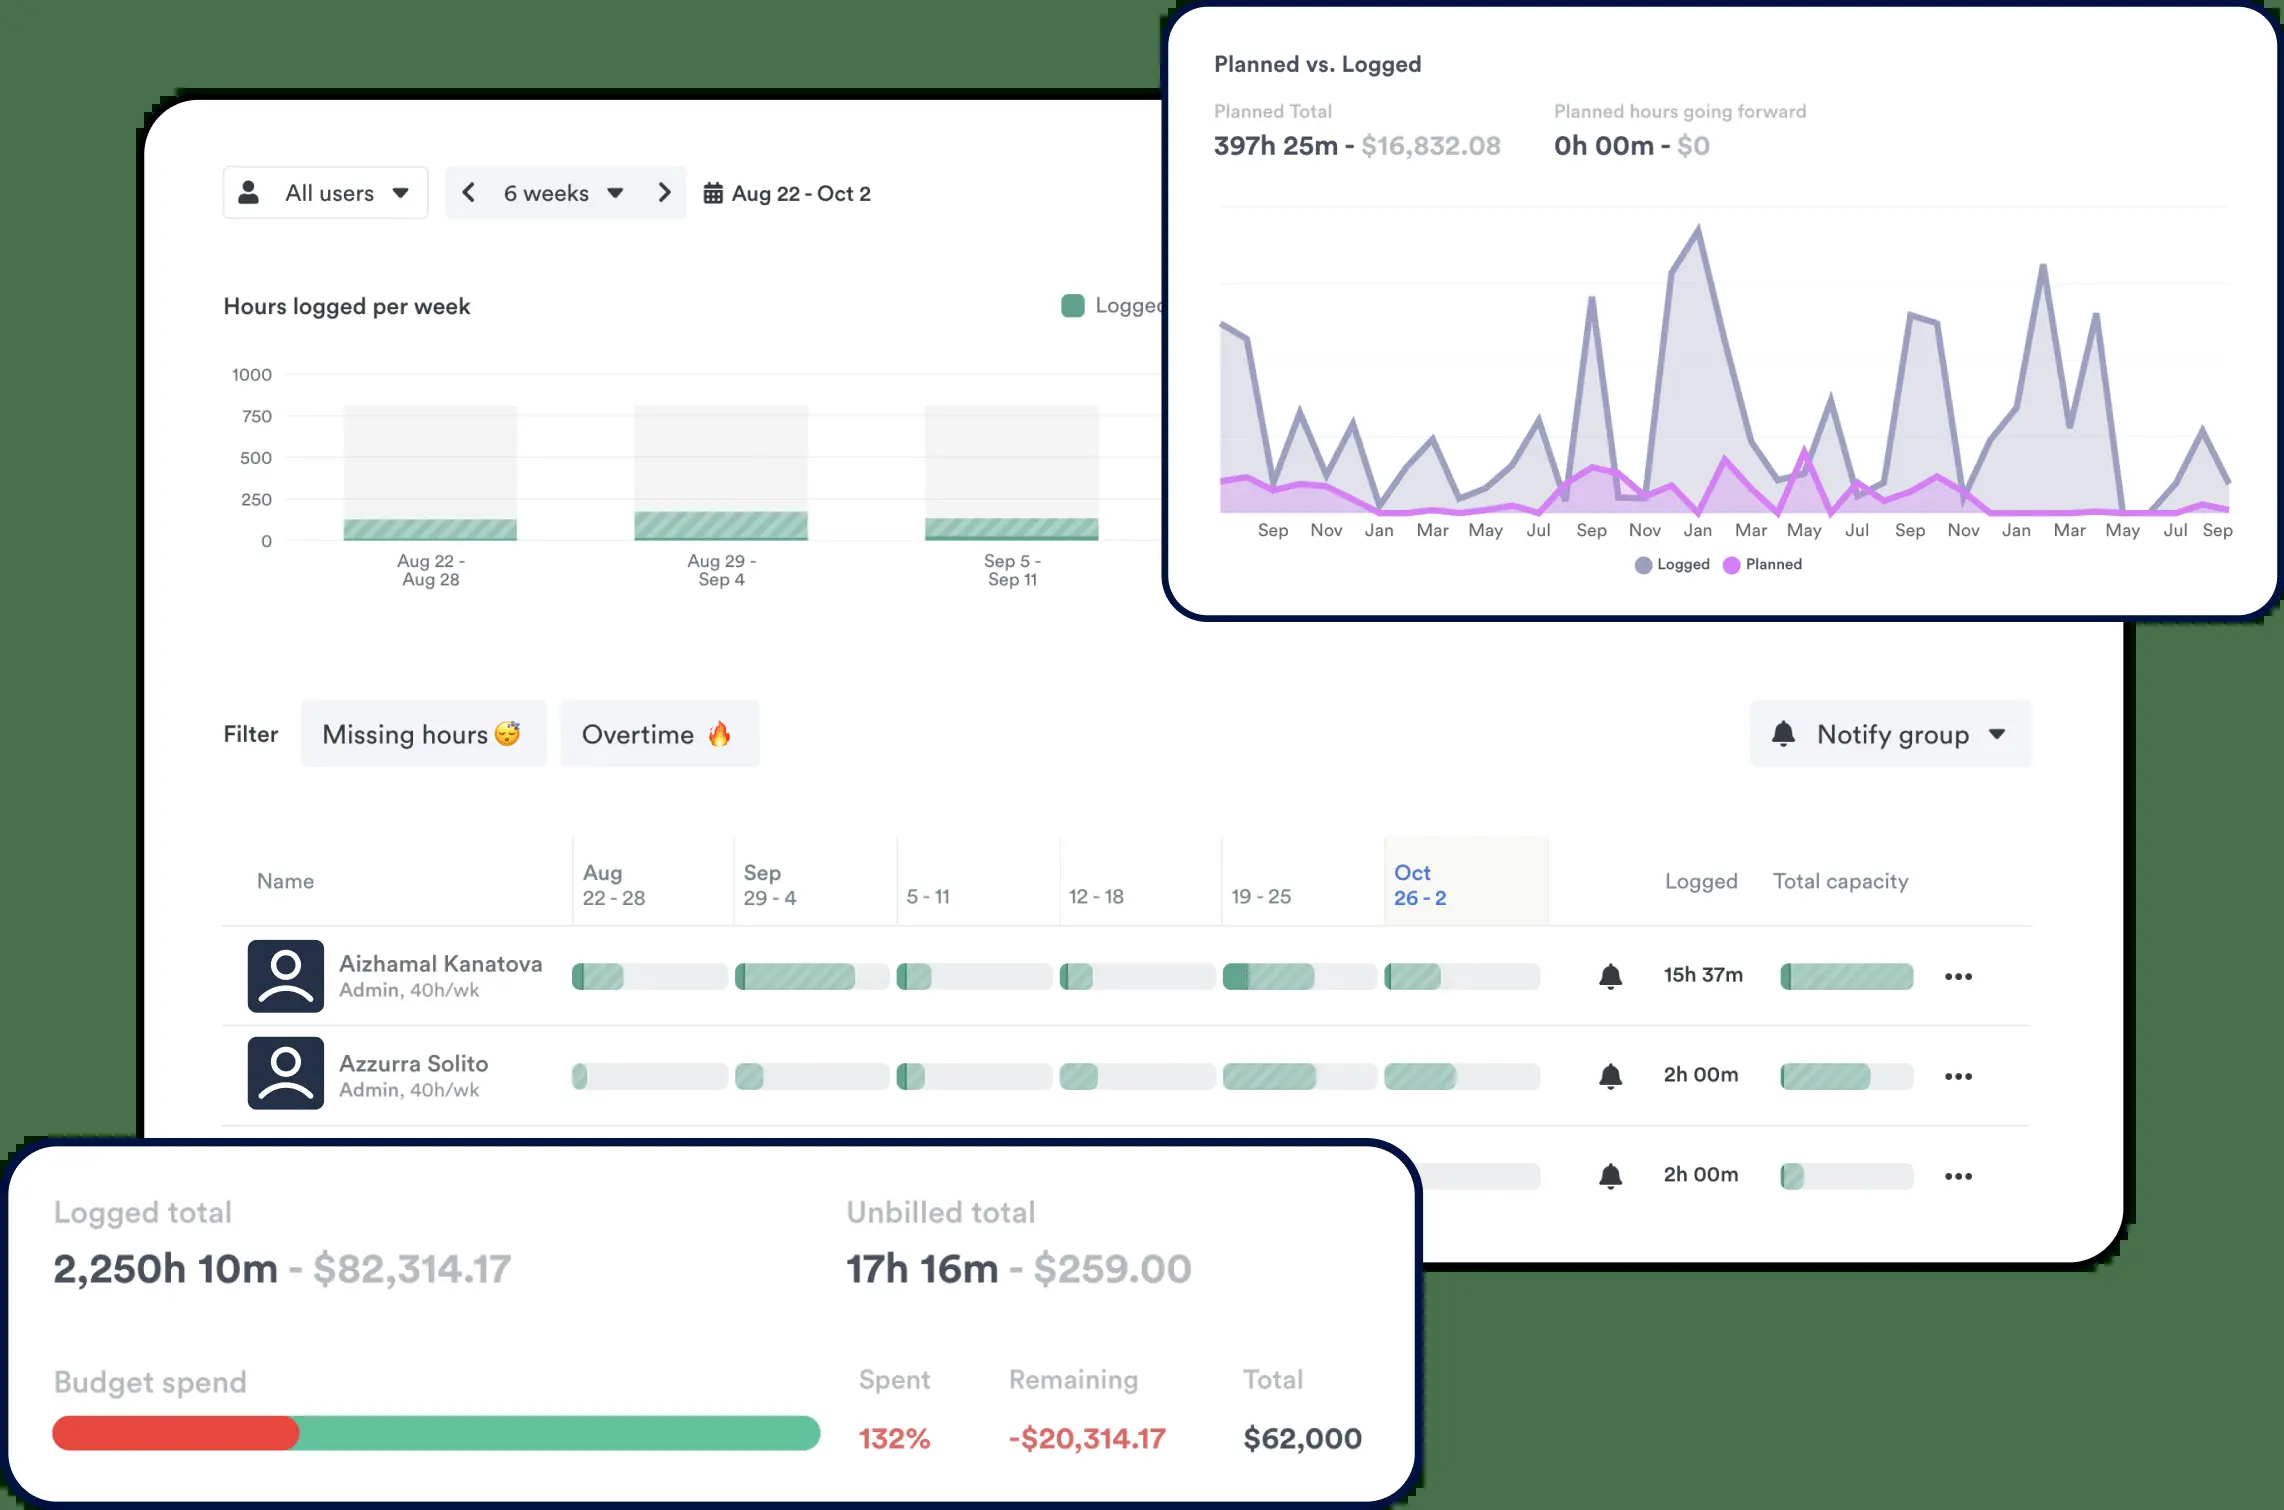 Planned vs. Logged
Planned Total
Planned hours going forward
397h 25m - $16,832.08
0h 00m - $0
Sep Nov Jan Mar May Jul Sep Nov Jan Mar May Jul Sep Nov Jan Mar May Jul Sep
Logged Planned
All users
6 weeks
Aug 22 - Oct 2
Hours logged per week
Logged
1000
750
500
250
0
Aug 22 -
Aug 28
Aug 29 -
Sep 4
Sep 5 -
Sep 11
Filter
Missing hours 😴
Overtime 🔥
Notify group
Name
Aug
22 - 28
Sep
29 - 4
5 - 11
12 - 18
19 - 25
Oct
26 - 2
Logged
Total capacity
Aizhamal Kanatova
Admin, 40h/wk
15h 37m
Azzurra Solito
Admin, 40h/wk
2h 00m
2h 00m
Logged total
2,250h 10m - $82,314.17
Unbilled total
17h 16m - $259.00
Budget spend
Spent
132%
Remaining
-$20,314.17
Total
$62,000